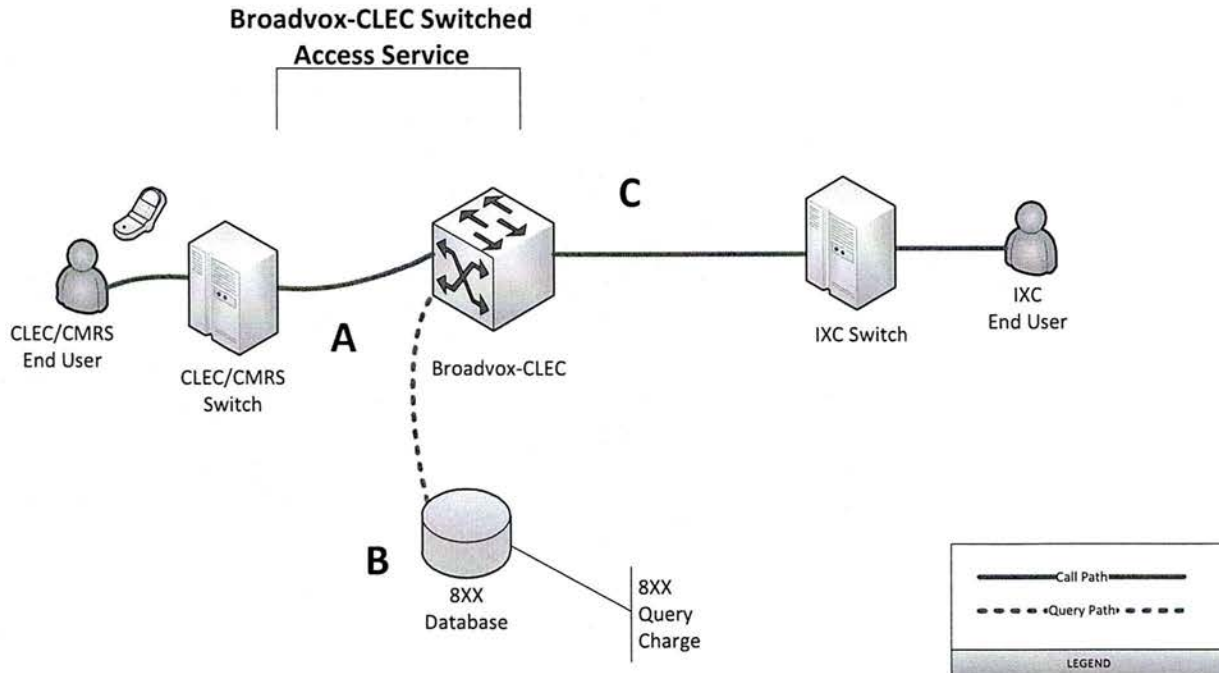 Broadvox-CLEC Switched
Access Service
C
CLEC/CMRS
End User
CLEC/CMRS
Switch
A
Broadvox-CLEC
IXC Switch
IXC
End User
B
8XX
Database
8XX
Query
Charge
Call Path
Query Path
LEGEND